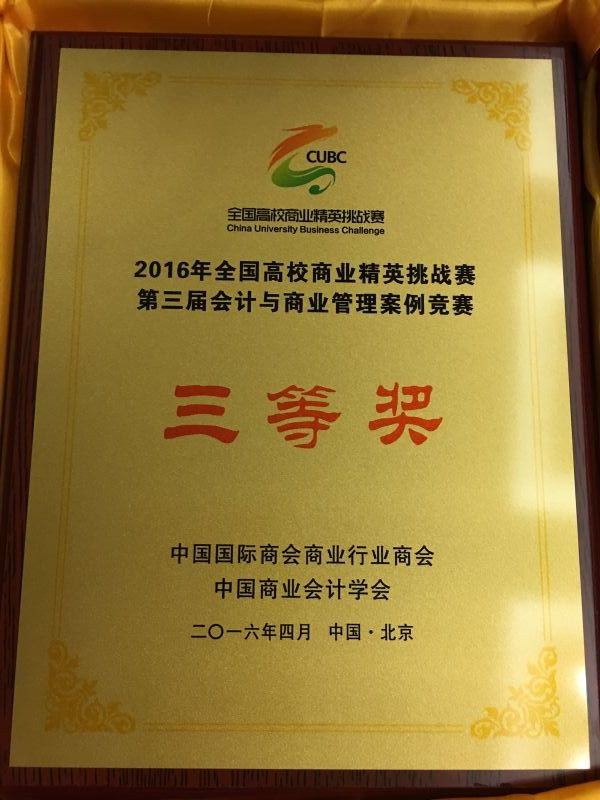 CUBC
全国高校商业精英挑战赛
China University Business Challenge
2016年全国高校商业精英挑战赛
第三届会计与商业管理案例竞赛
三等奖
中国国际商会商业行业商会
中国商业会计学会
二〇一六年四月 中国·北京